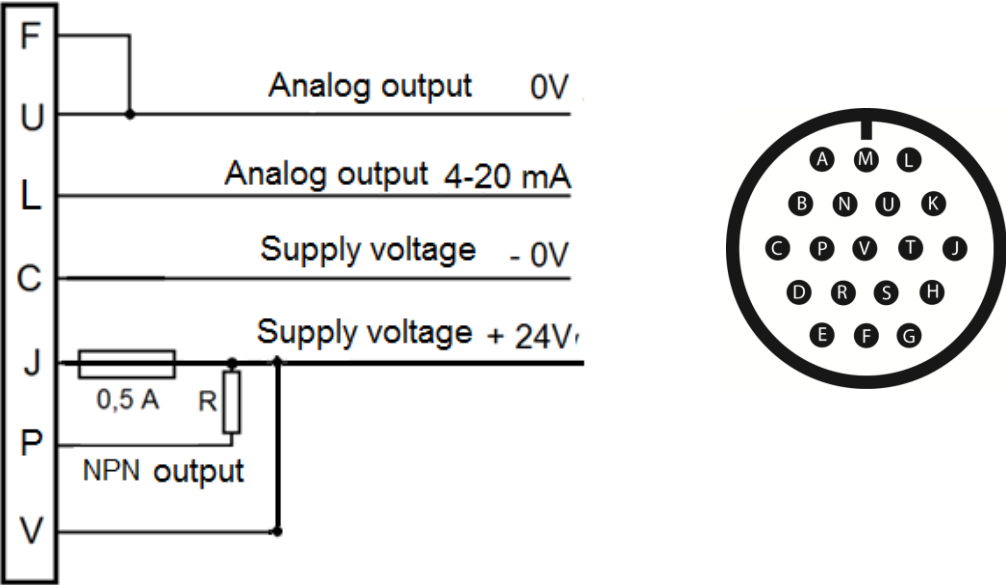 F
Analog output 0V
U
Analog output 4-20 mA
L
Supply voltage - 0V
C
Supply voltage + 24V
J
0,5 A R
P
NPN output
V
A M L
B N U K
C P V T J
D R S H
E F G